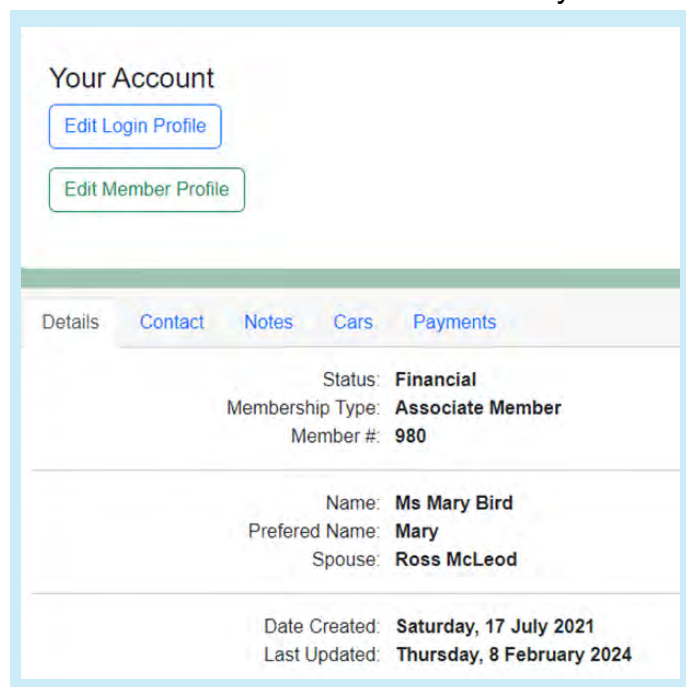 Your Account
Edit Login Profile
Edit Member Profile
Details Contact Notes Cars Payments
Status: Financial
Membership Type: Associate Member
Member #: 980
Name: Ms Mary Bird
Prefered Name: Mary
Spouse: Ross McLeod
Date Created: Saturday, 17 July 2021
Last Updated: Thursday, 8 February 2024